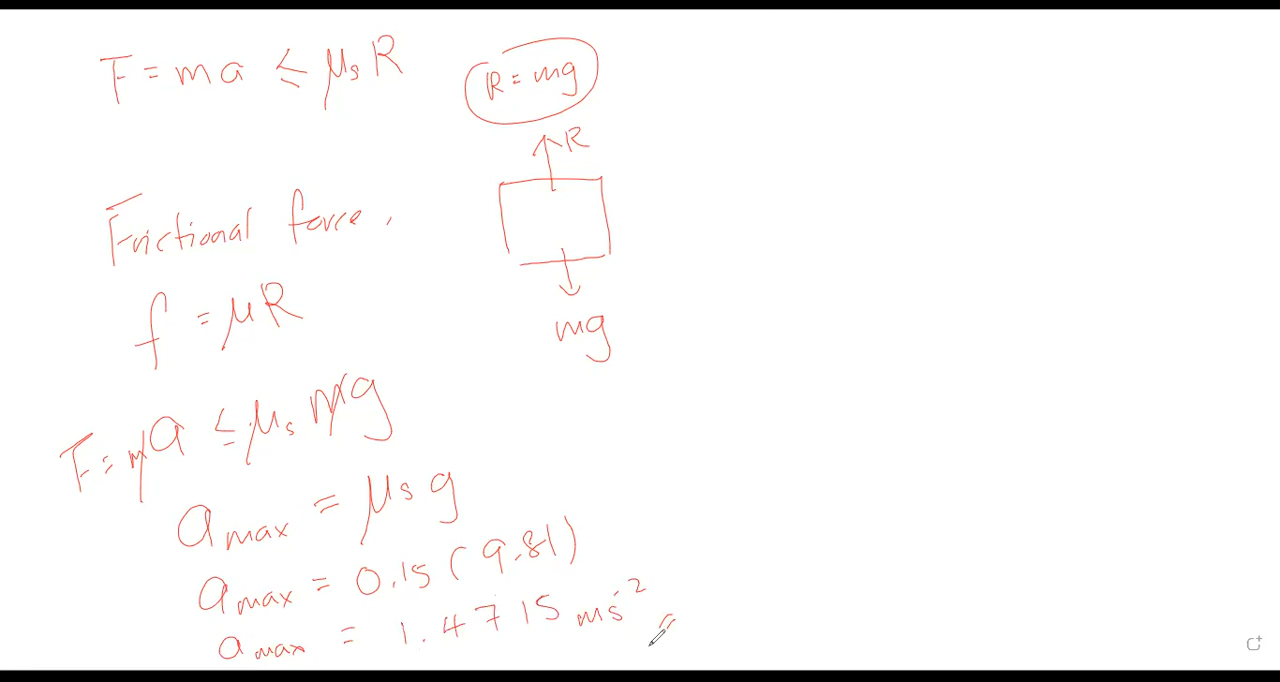 F = ma ≤ μs R
R = mg
R
Frictional force,
f = μR
mg
F = ma ≤ μs mg
a max = μs g
a max = 0.15 (9.81)
a max = 1.4715 ms⁻²